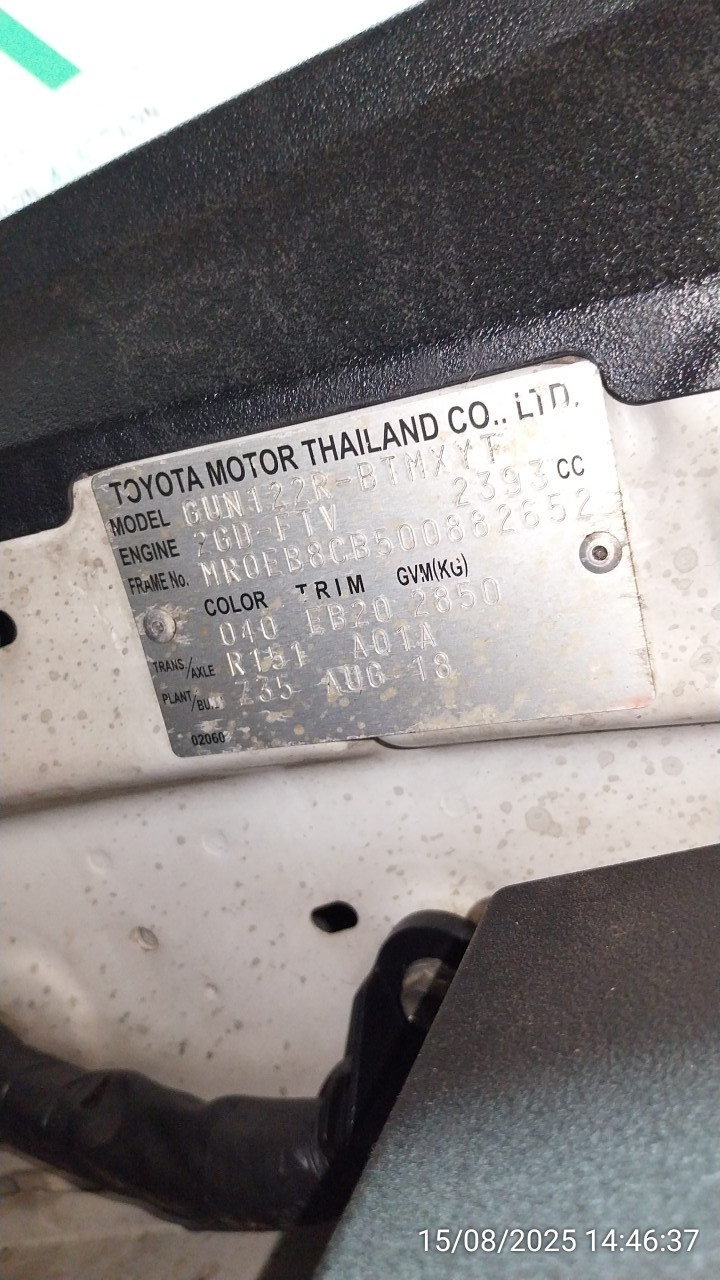 TOYOTA MOTOR THAILAND CO., LTD.
MODEL GUN122R-BTMXYT
ENGINE 2GD-FTV 2393 CC
FRAME No. MR0EB8CB500882652
COLOR TRIM GVM(KG)
040 EB20 2850
TRANS./AXLE R151 A01A
PLANT/BUILT Z35 AUG 18
02060
15/08/2025 14:46:37